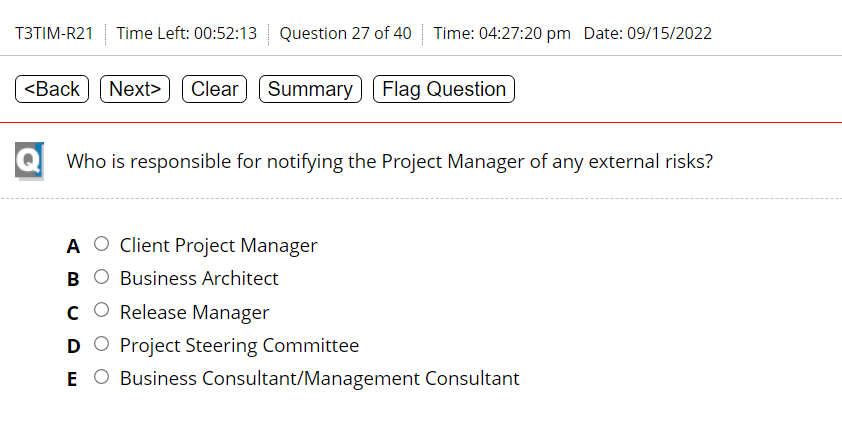 T3TIM-R21 Time Left: 00:52:13 Question 27 of 40 Time: 04:27:20 pm Date: 09/15/2022
<Back Next> Clear Summary Flag Question
Q Who is responsible for notifying the Project Manager of any external risks?
A Client Project Manager
B Business Architect
C Release Manager
D Project Steering Committee
E Business Consultant/Management Consultant